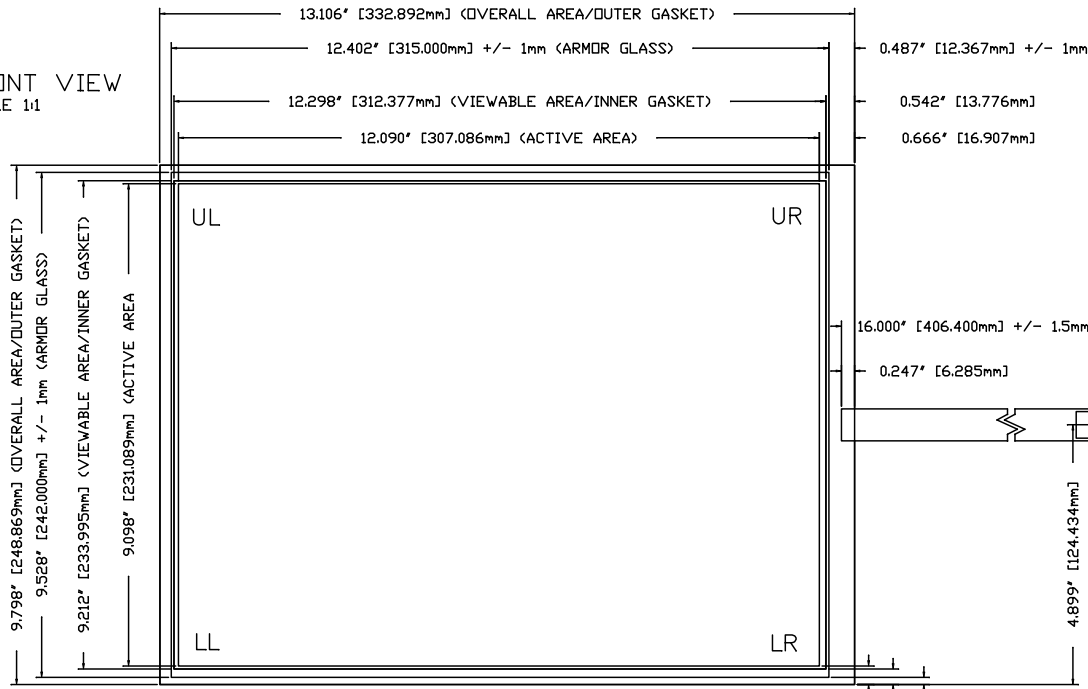 13.106" [332.892mm] (OVERALL AREA/OUTER GASKET)
12.402" [315.000mm] +/- 1mm (ARMOR GLASS)
0.487" [12.367mm] +/- 1mm
ONT VIEW
LE 1:1
12.298" [312.377mm] (VIEWABLE AREA/INNER GASKET)
0.542" [13.776mm]
12.090" [307.086mm] (ACTIVE AREA)
0.666" [16.907mm]
UL
UR
9.798" [248.869mm] (OVERALL AREA/OUTER GASKET)
9.528" [242.000mm] +/- 1mm (ARMOR GLASS)
9.212" [233.995mm] (VIEWABLE AREA/INNER GASKET)
9.098" [231.089mm] (ACTIVE AREA
16.000" [406.400mm] +/- 1.5mm
0.247" [6.285mm]
4.899" [124.434mm]
LL
LR